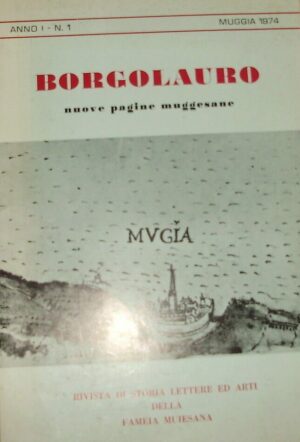 ANNO I - N. 1
MUGGIA 1974
BORGOLAURO
nuove pagine muggesane
MVGIA
RIVISTA DI STORIA LETTERE ED ARTI
DELLA
FAMEIA MUIESANA